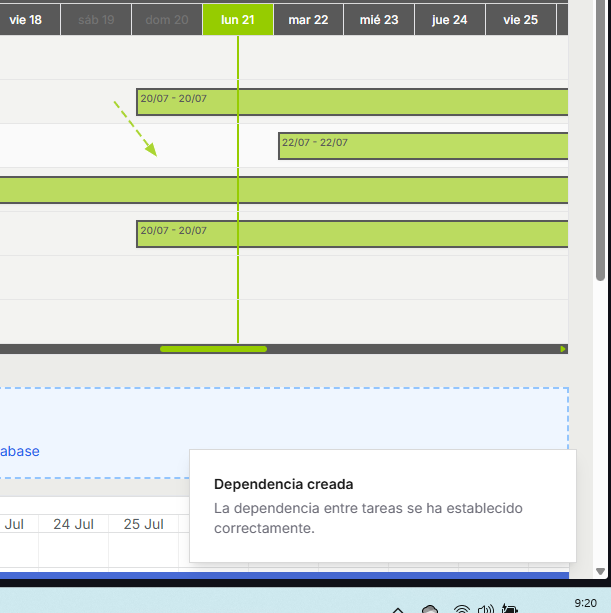 vie 18 sáb 19 dom 20 lun 21 mar 22 mié 23 jue 24 vie 25
20/07 - 20/07
22/07 - 22/07
20/07 - 20/07
abase
Dependencia creada
La dependencia entre tareas se ha establecido
correctamente.
Jul 24 Jul 25 Jul
9:20